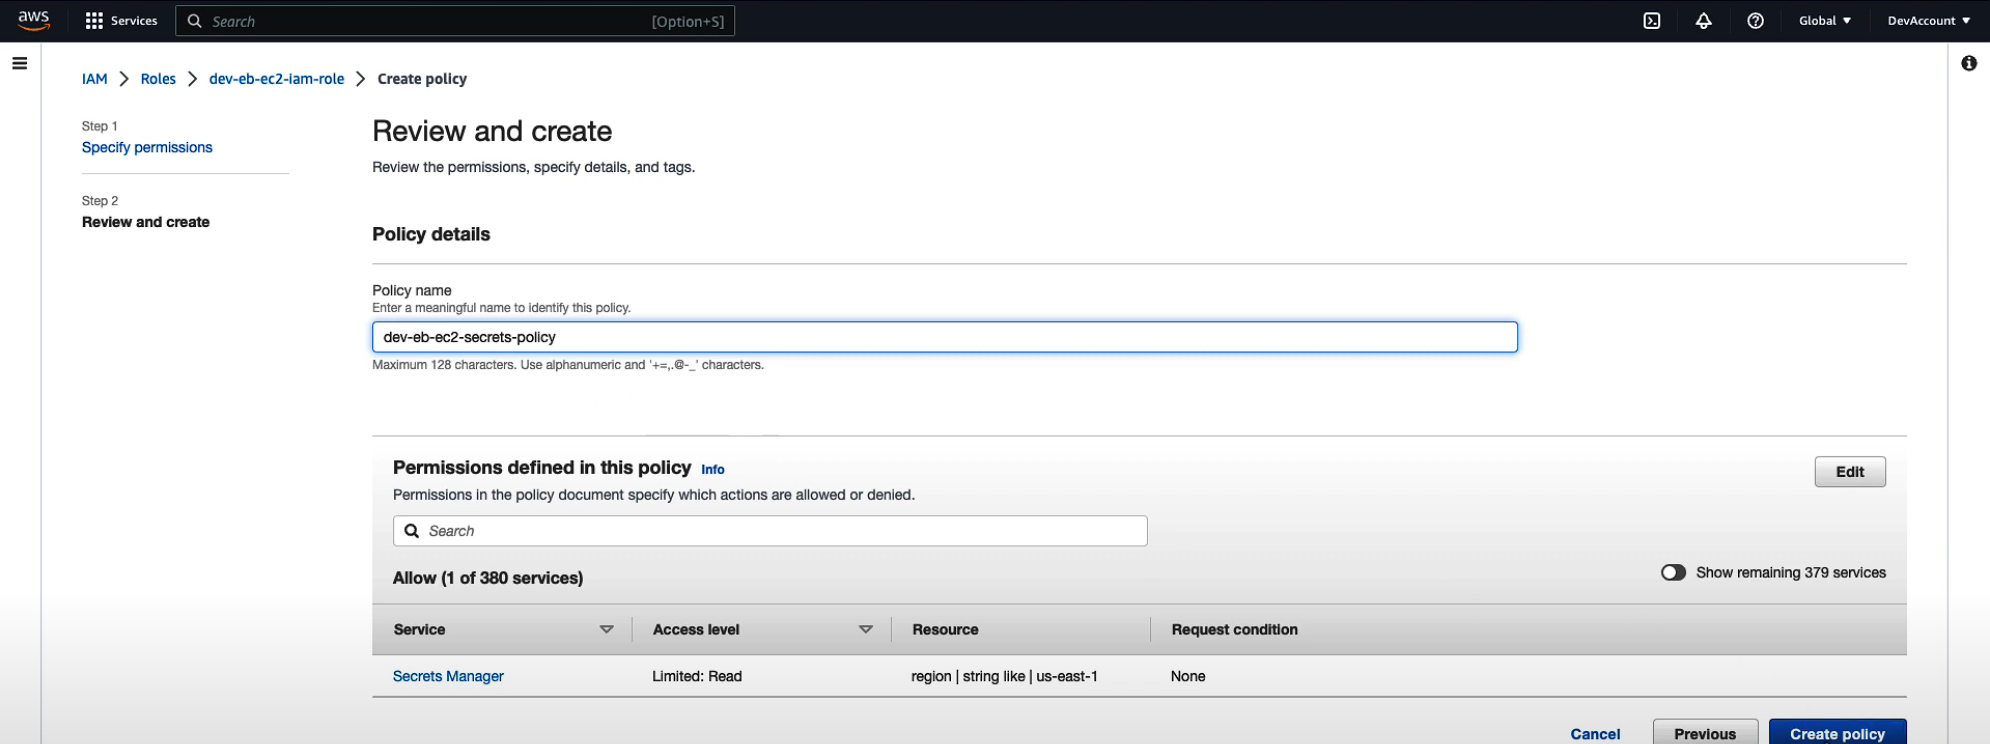 aws Services Search [Option+S] Global DevAccount
IAM Roles dev-eb-ec2-iam-role Create policy
Step 1
Specify permissions
Step 2
Review and create
Review and create
Review the permissions, specify details, and tags.
Policy details
Policy name
Enter a meaningful name to identify this policy.
dev-eb-ec2-secrets-policy
Maximum 128 characters. Use alphanumeric and '+=,.@-_' characters.
Permissions defined in this policy Info
Edit
Permissions in the policy document specify which actions are allowed or denied.
Search
Allow (1 of 380 services)
Show remaining 379 services
Service Access level Resource Request condition
Secrets Manager Limited: Read region | string like | us-east-1 None
Cancel Previous Create policy